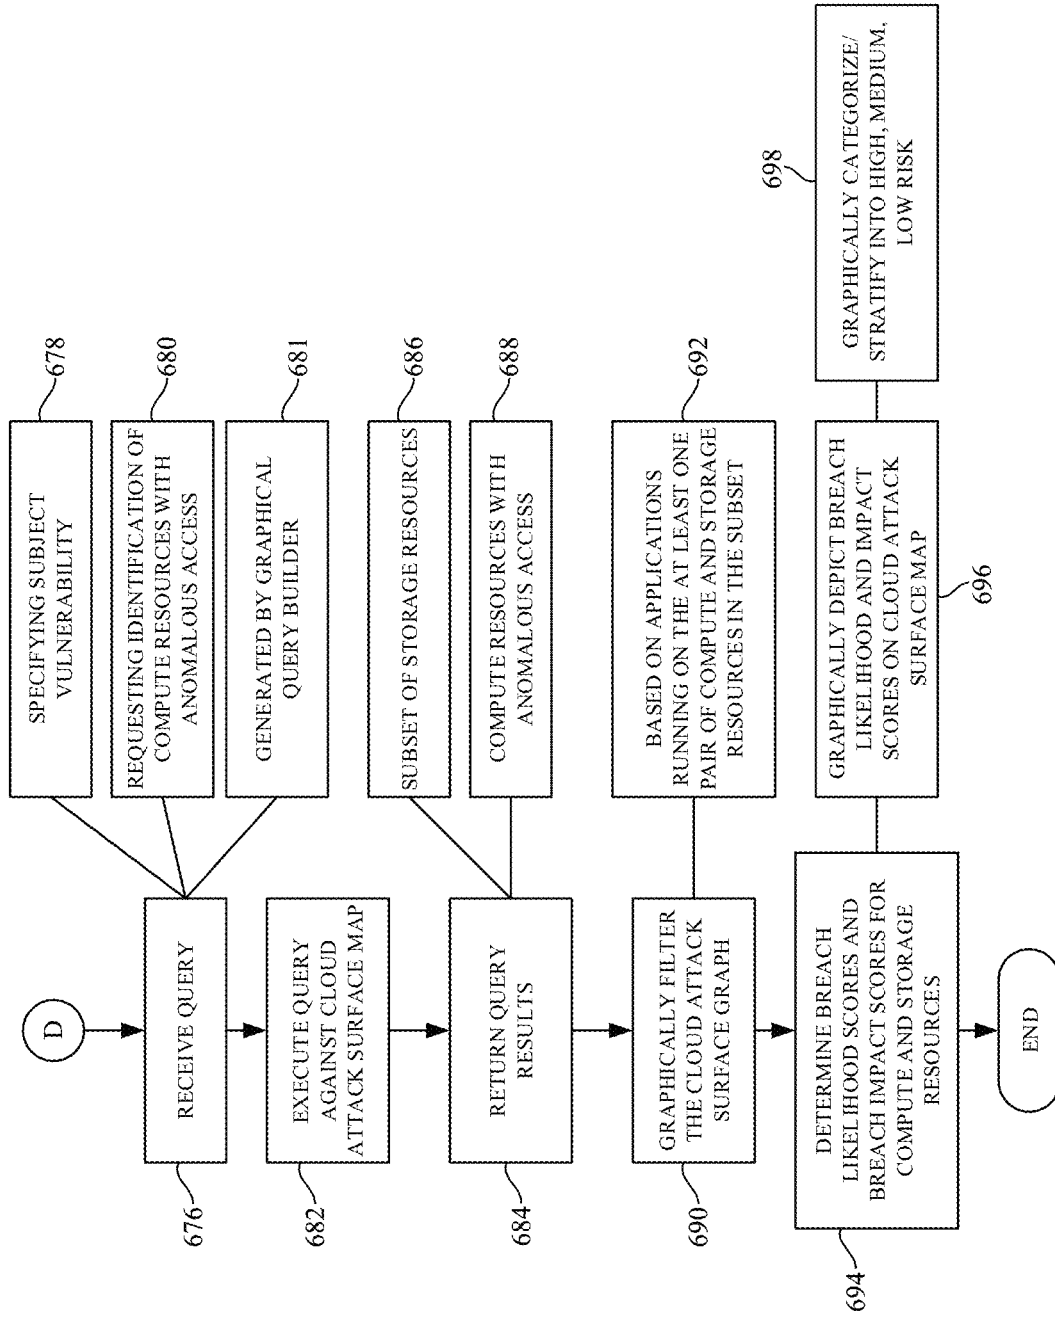 D
676
RECEIVE QUERY
SPECIFYING SUBJECT
VULNERABILITY
678
REQUESTING IDENTIFICATION OF
COMPUTE RESOURCES WITH
ANOMALOUS ACCESS
680
GENERATED BY GRAPHICAL
QUERY BUILDER
681
682
EXECUTE QUERY
AGAINST CLOUD
ATTACK SURFACE MAP
684
RETURN QUERY
RESULTS
SUBSET OF STORAGE RESOURCES
686
COMPUTE RESOURCES WITH
ANOMALOUS ACCESS
688
690
GRAPHICALLY FILTER
THE CLOUD ATTACK
SURFACE GRAPH
BASED ON APPLICATIONS
RUNNING ON THE AT LEAST ONE
PAIR OF COMPUTE AND STORAGE
RESOURCES IN THE SUBSET
692
694
DETERMINE BREACH
LIKELIHOOD SCORES AND
BREACH IMPACT SCORES FOR
COMPUTE AND STORAGE
RESOURCES
GRAPHICALLY DEPICT BREACH
LIKELIHOOD AND IMPACT
SCORES ON CLOUD ATTACK
SURFACE MAP
696
GRAPHICALLY CATEGORIZE/
STRATIFY INTO HIGH, MEDIUM,
LOW RISK
698
END